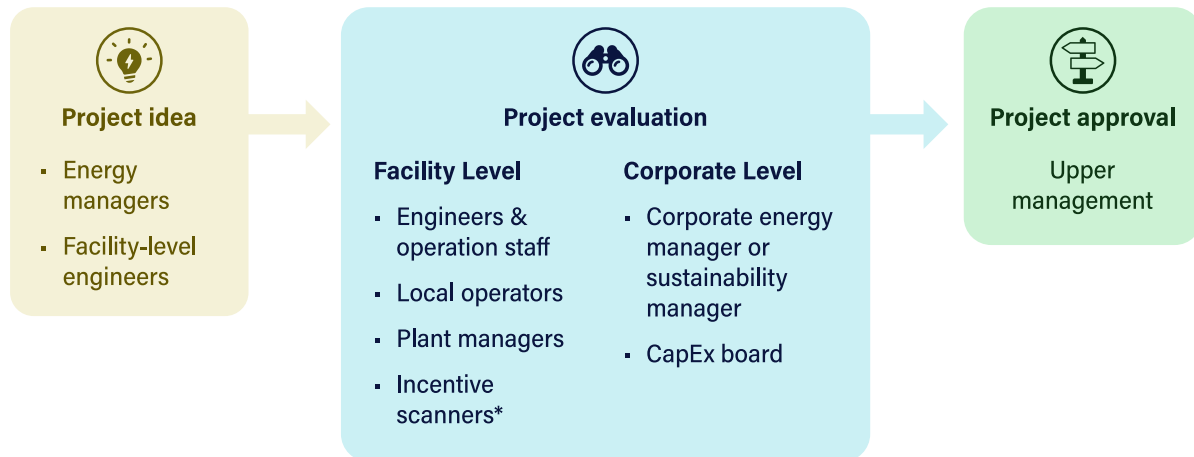 Project idea
▪ Energy
managers
▪ Facility-level
engineers
Project evaluation
Facility Level
▪ Engineers &
operation staff
▪ Local operators
▪ Plant managers
▪ Incentive
scanners*
Corporate Level
▪ Corporate energy
manager or
sustainability
manager
▪ CapEx board
Project approval
Upper
management